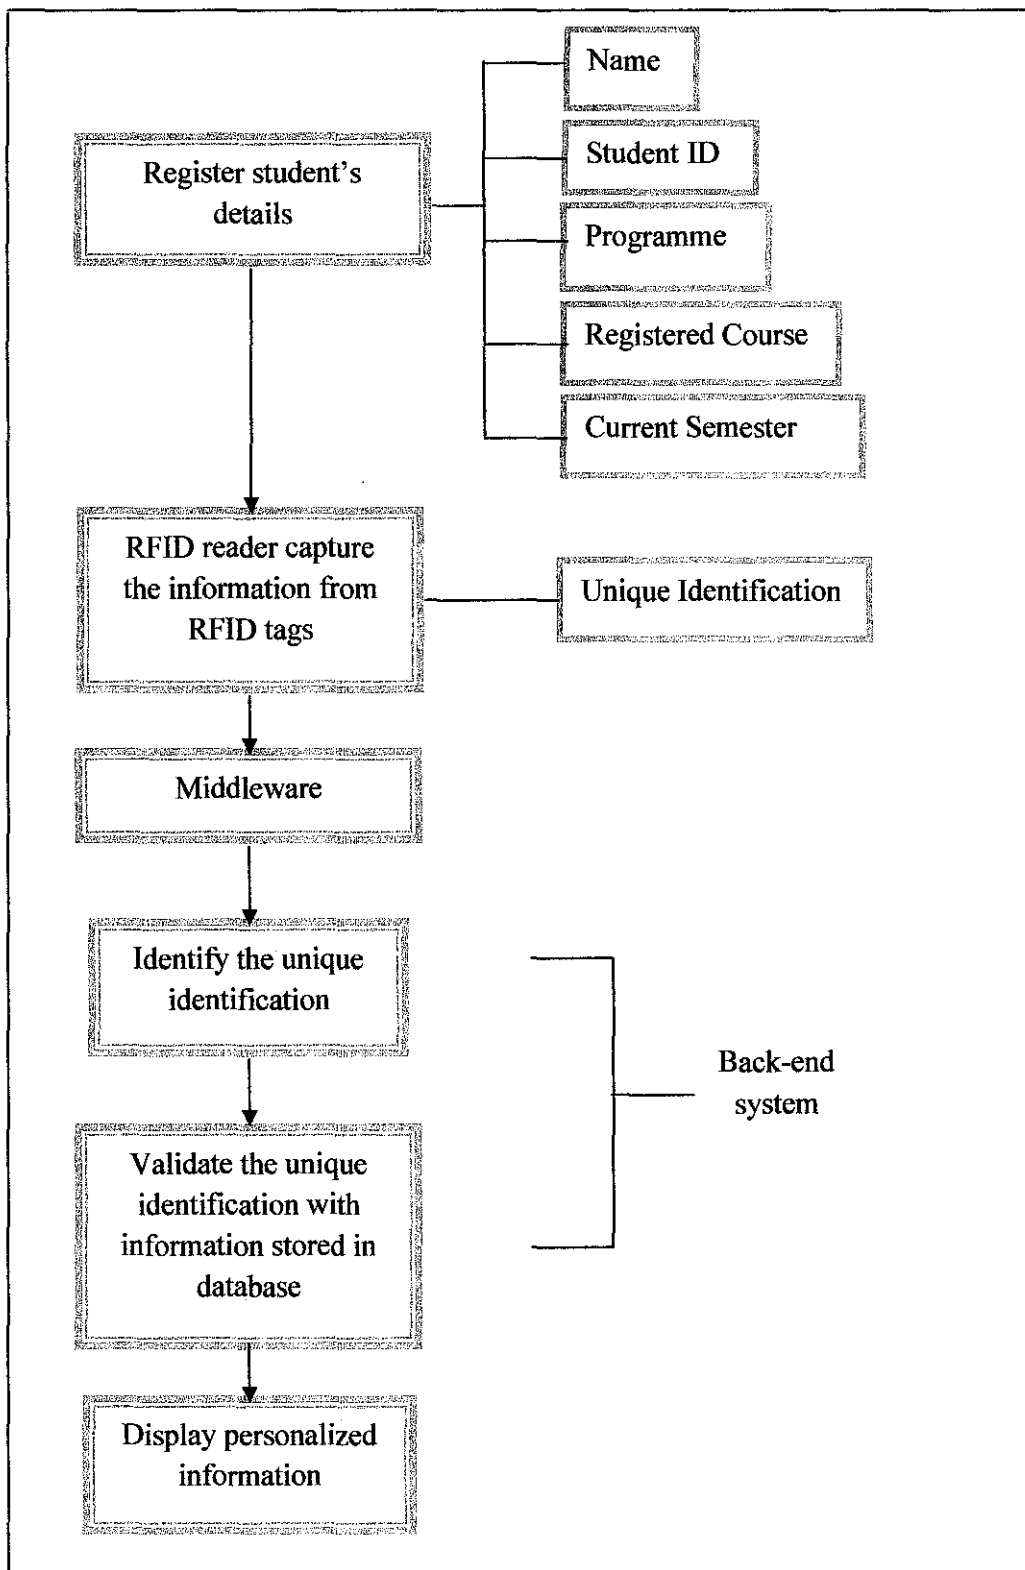 Name
Student ID
Register student's
details
Programme
Registered Course
Current Semester
RFID reader capture
the information from
RFID tags
Unique Identification
Middleware
Identify the unique
identification
Back-end
system
Validate the unique
identification with
information stored in
database
Display personalized
information